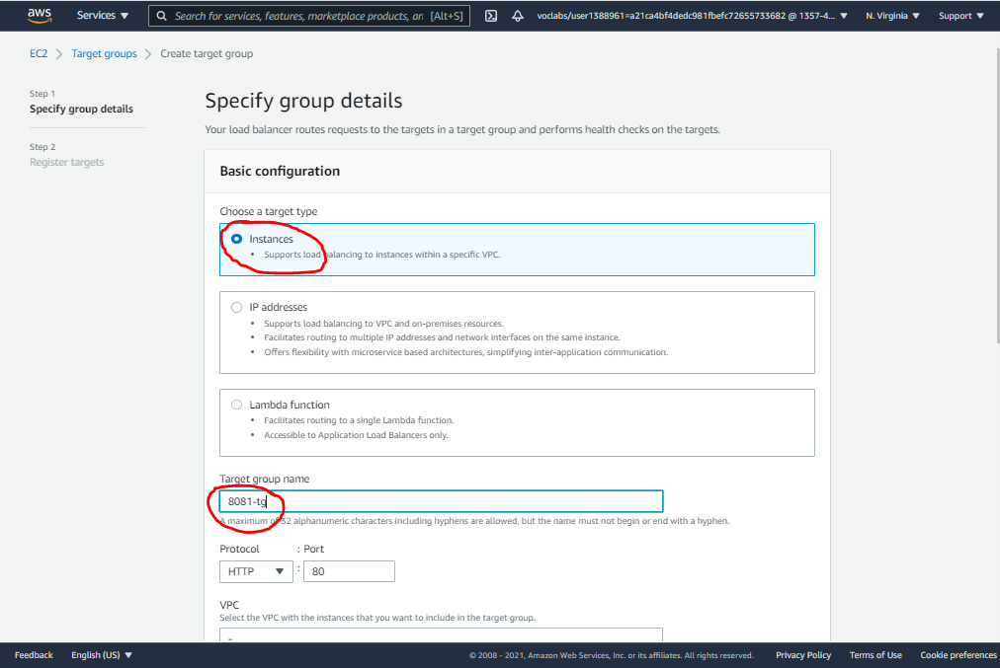 aws Services ▼ Search for services, features, marketplace products, an [Alt+S] voclabs/user1388961=a21ca4bf4dedc981fbefc72655733682 @ 1357-4... ▼ N. Virginia ▼ Support ▼
EC2 > Target groups > Create target group
Step 1
Specify group details
Step 2
Register targets
Specify group details
Your load balancer routes requests to the targets in a target group and performs health checks on the targets.
Basic configuration
Choose a target type
Instances
• Supports load balancing to instances within a specific VPC.
IP addresses
• Supports load balancing to VPC and on-premises resources.
• Facilitates routing to multiple IP addresses and network interfaces on the same instance.
• Offers flexibility with microservice based architectures, simplifying inter-application communication.
Lambda function
• Facilitates routing to a single Lambda function.
• Accessible to Application Load Balancers only.
Target group name
8081-tg
A maximum of 32 alphanumeric characters including hyphens are allowed, but the name must not begin or end with a hyphen.
Protocol : Port
HTTP ▼ : 80
VPC
Select the VPC with the instances that you want to include in the target group.
-
Feedback English (US) ▼ © 2008 - 2021, Amazon Web Services, Inc. or its affiliates. All rights reserved. Privacy Policy Terms of Use Cookie preferences